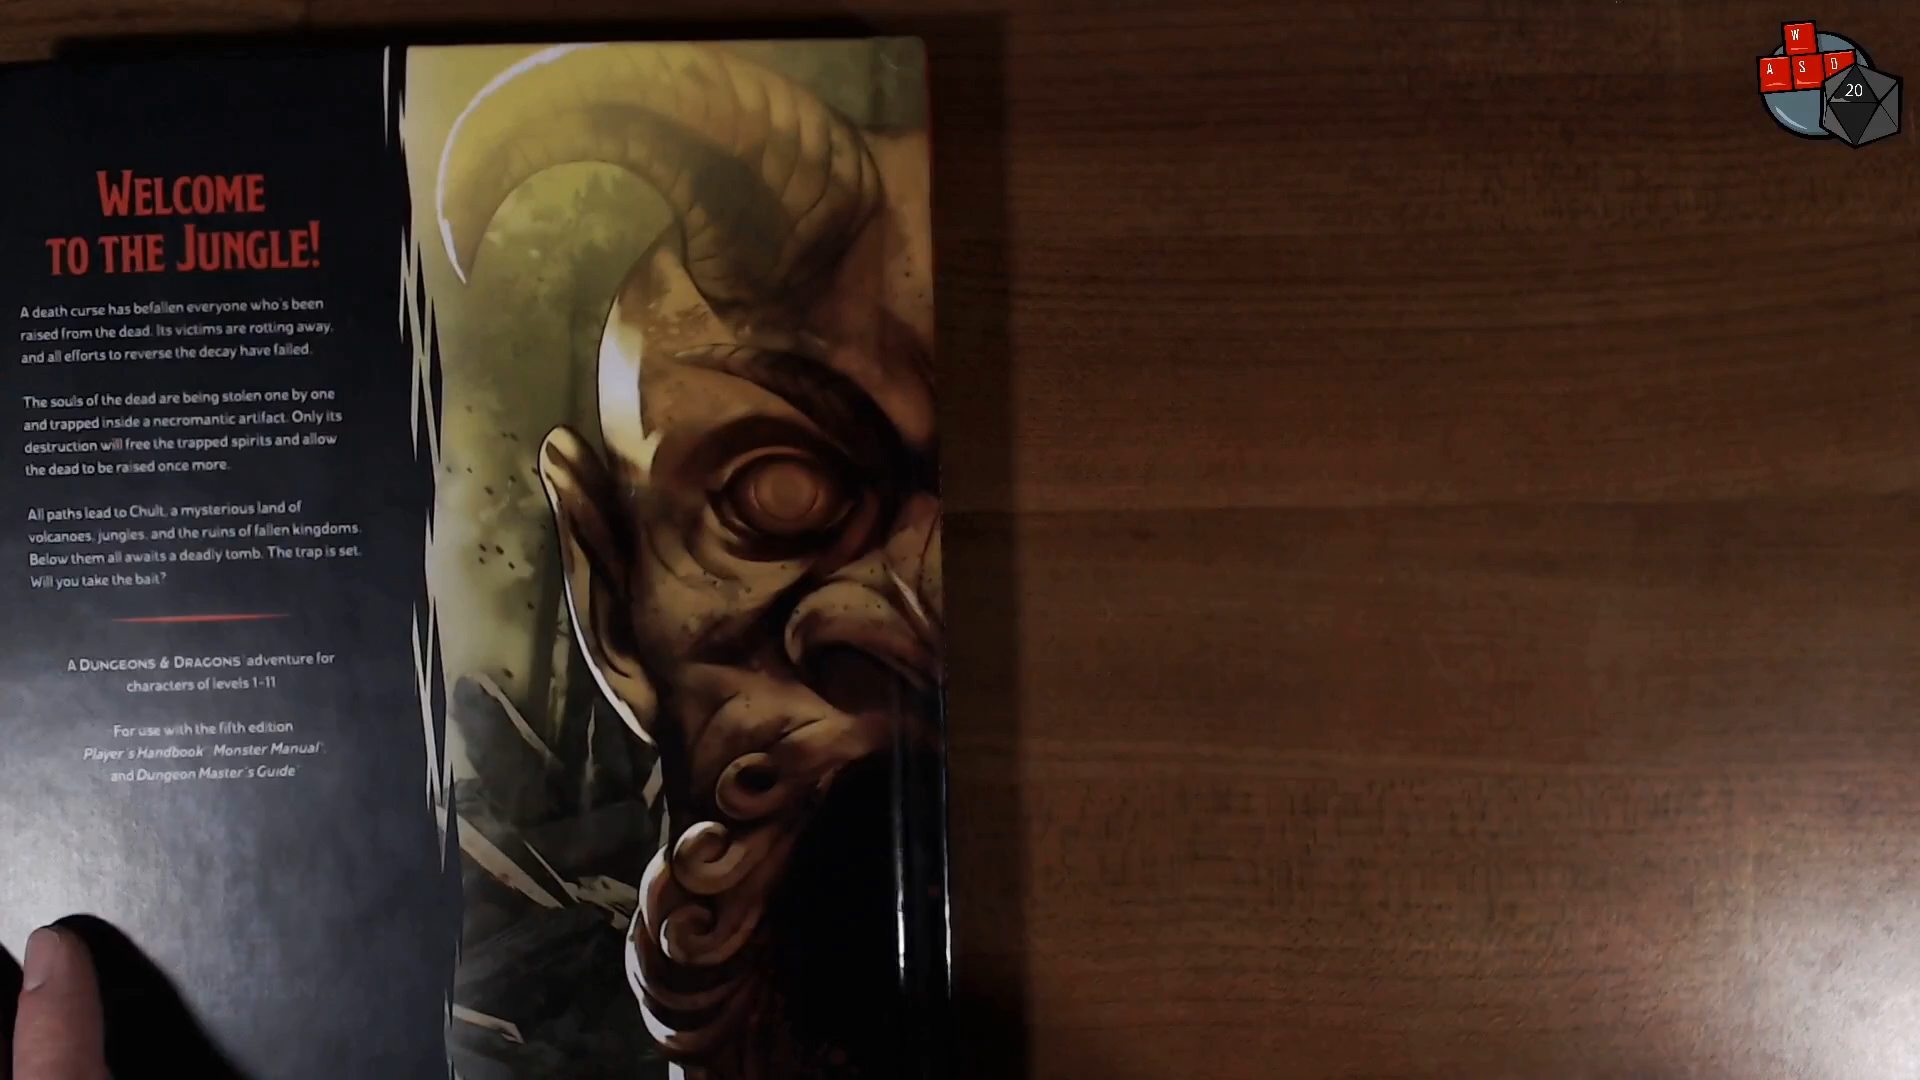 WELCOME
TO THE JUNGLE!
A death curse has befallen everyone who's been
raised from the dead. Its victims are rotting away,
and all efforts to reverse the decay have failed.
The souls of the dead are being stolen one by one
and trapped inside a necromantic artifact. Only its
destruction will free the trapped spirits and allow
the dead to be raised once more.
All paths lead to Chult, a mysterious land of
volcanoes, jungles, and the ruins of fallen kingdoms.
Below them all awaits a deadly tomb. The trap is set.
Will you take the bait?
A DUNGEONS & DRAGONS adventure for
characters of levels 1-11
For use with the fifth edition
Player's Handbook, Monster Manual,
and Dungeon Master's Guide
W
A S D
20